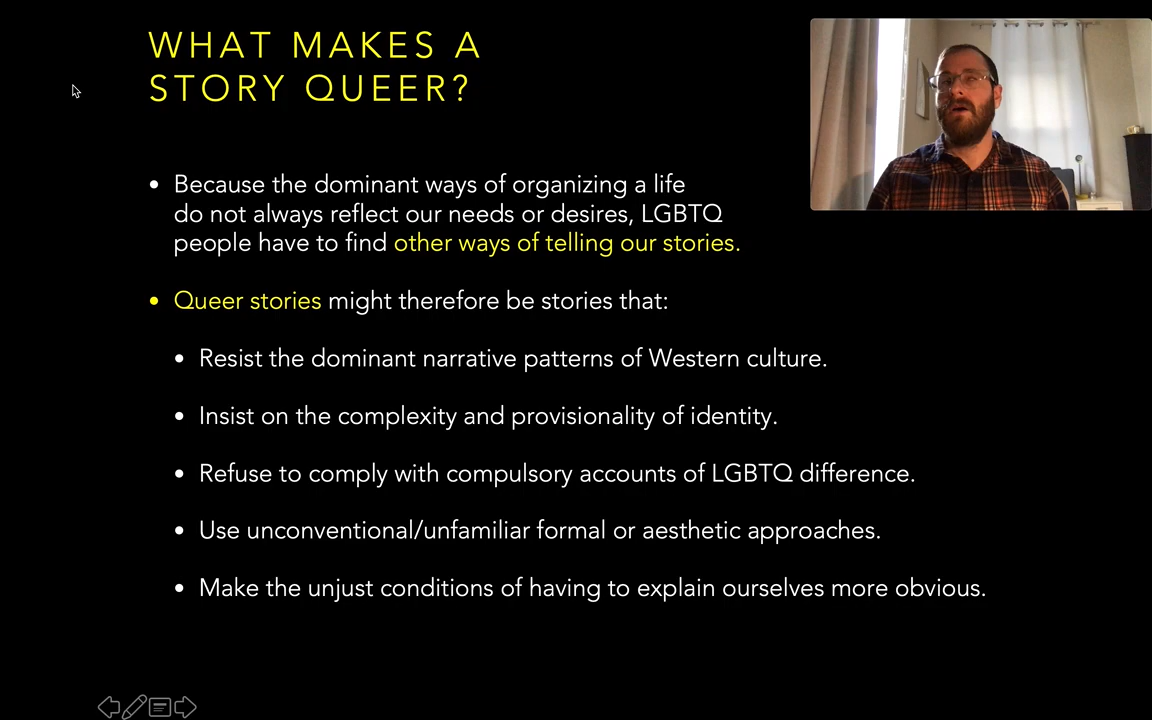 WHAT MAKES A
STORY QUEER?
• Because the dominant ways of organizing a life
do not always reflect our needs or desires, LGBTQ
people have to find other ways of telling our stories.
• Queer stories might therefore be stories that:
• Resist the dominant narrative patterns of Western culture.
• Insist on the complexity and provisionality of identity.
• Refuse to comply with compulsory accounts of LGBTQ difference.
• Use unconventional/unfamiliar formal or aesthetic approaches.
• Make the unjust conditions of having to explain ourselves more obvious.